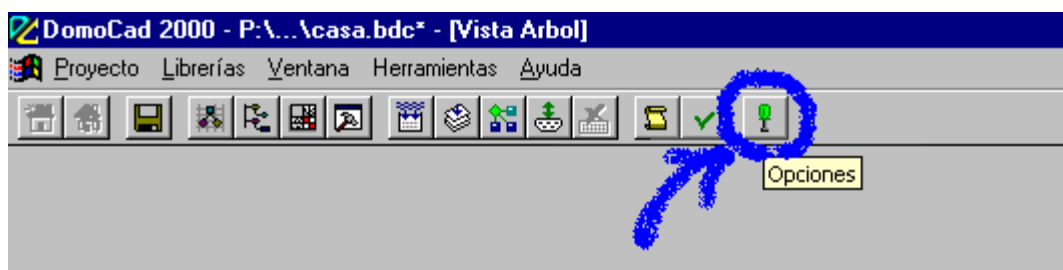 DomoCad 2000 - P:\...\casa.bdc* - [Vista Arbol]
Proyecto Librerías Ventana Herramientas Ayuda
Opciones